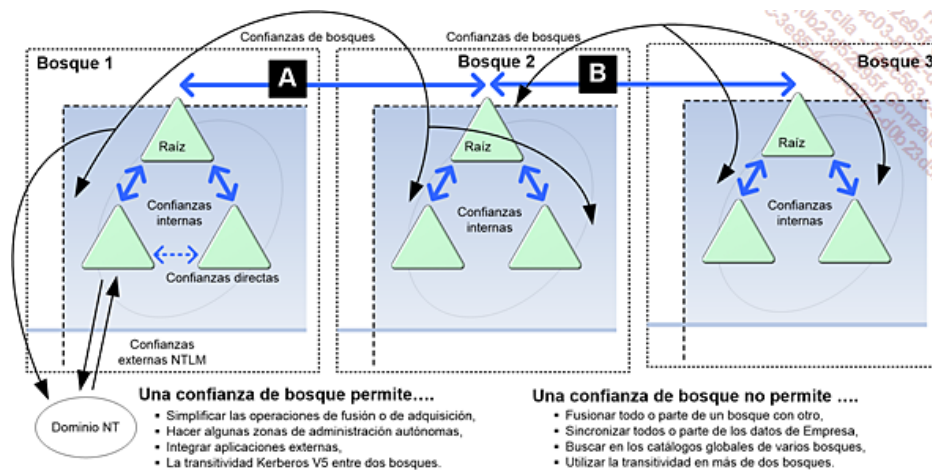 Confianzas de bosques
Confianzas de bosques
Bosque 1
Bosque 2
Bosque 3
A
B
Raíz
Raíz
Raíz
Confianzas
internas
Confianzas
internas
Confianzas
internas
Confianzas directas
Confianzas
externas NTLM
Dominio NT
Una confianza de bosque permite....
▪ Simplificar las operaciones de fusión o de adquisición,
▪ Hacer algunas zonas de administración autónomas,
▪ Integrar aplicaciones externas,
▪ La transitividad Kerberos V5 entre dos bosques.
Una confianza de bosque no permite ....
▪ Fusionar todo o parte de un bosque con otro,
▪ Sincronizar todos o parte de los datos de Empresa,
▪ Buscar en los catálogos globales de varios bosques,
▪ Utilizar la transitividad en más de dos bosques.